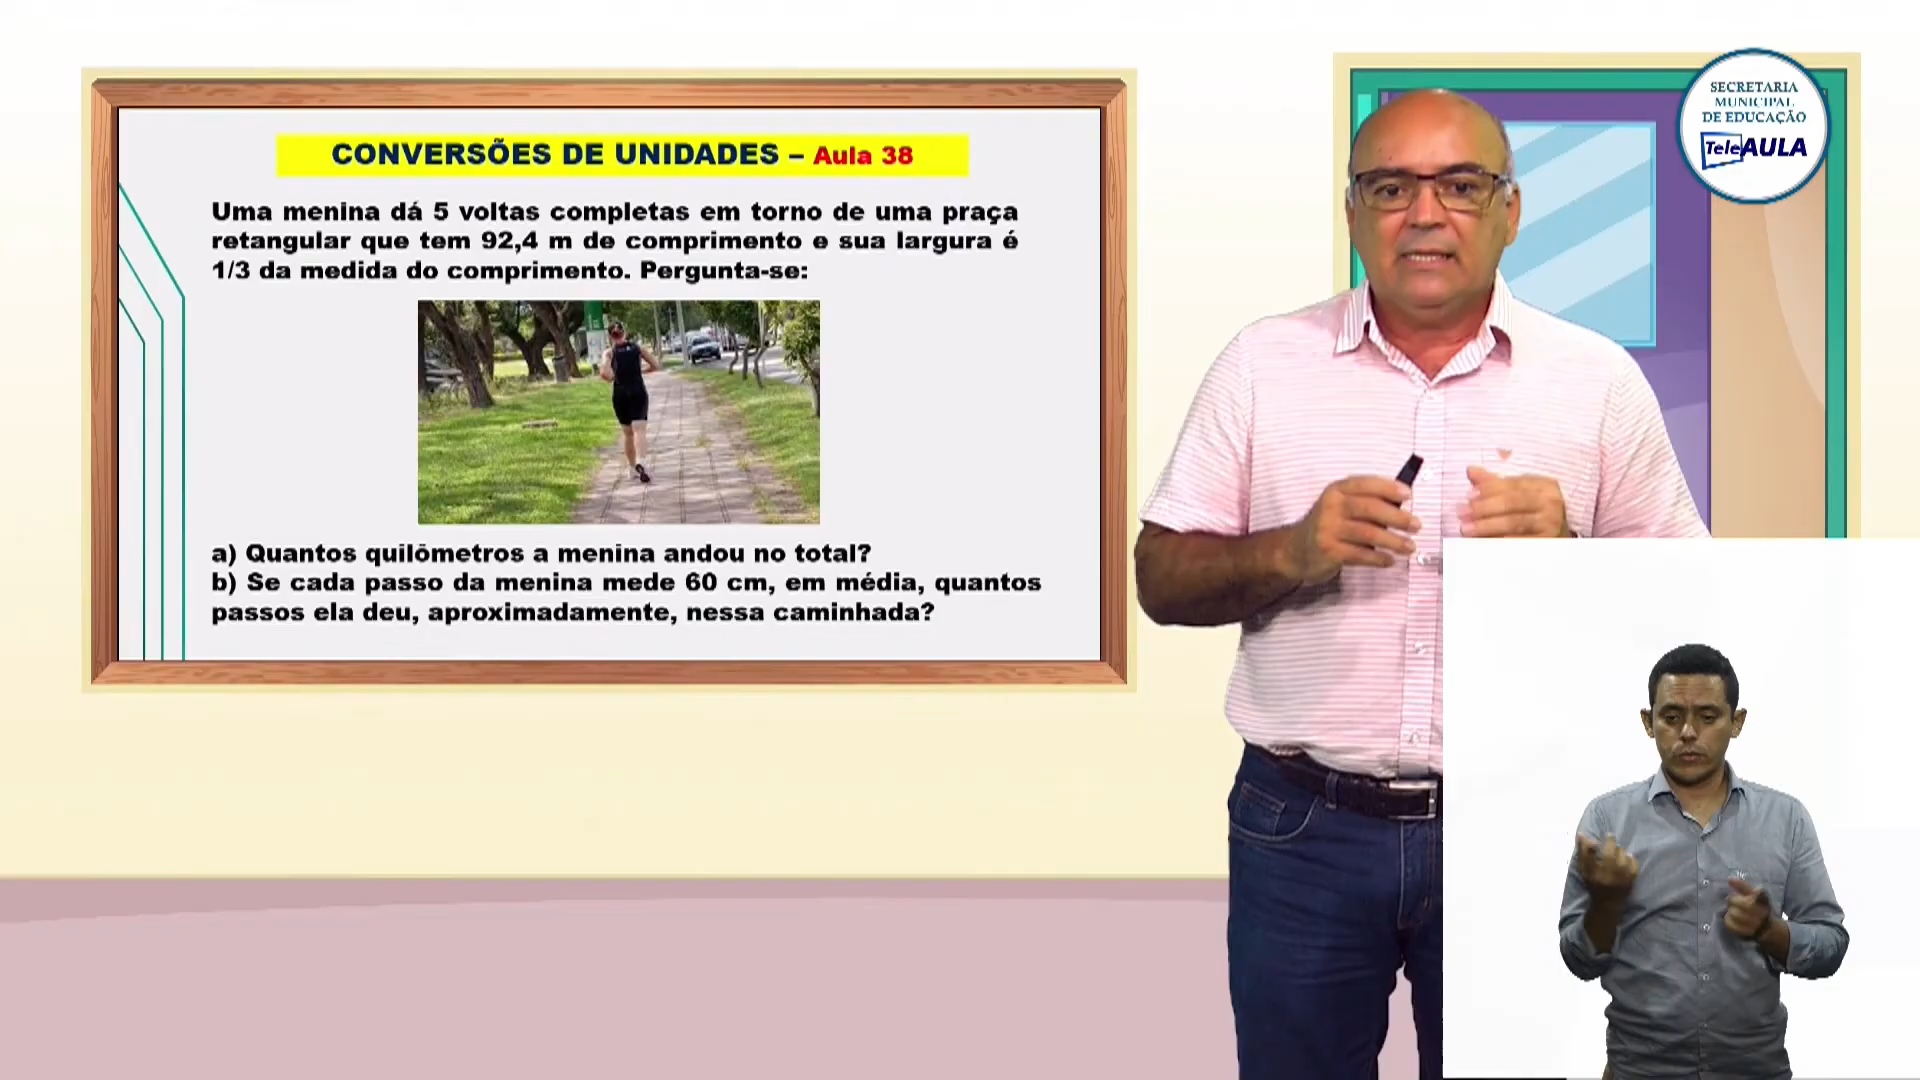 CONVERSÕES DE UNIDADES – Aula 38
Uma menina dá 5 voltas completas em torno de uma praça
retangular que tem 92,4 m de comprimento e sua largura é
1/3 da medida do comprimento. Pergunta-se:
a) Quantos quilômetros a menina andou no total?
b) Se cada passo da menina mede 60 cm, em média, quantos
passos ela deu, aproximadamente, nessa caminhada?
SECRETARIA
MUNICIPAL
DE EDUCAÇÃO
TeleAULA